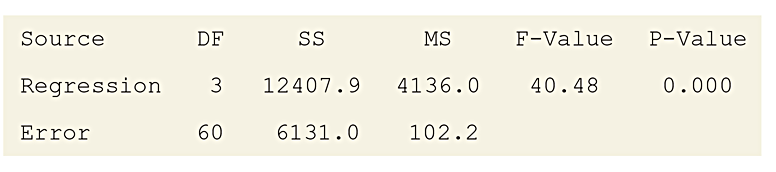 Source DF SS MS F-Value P-Value
Regression 3 12407.9 4136.0 40.48 0.000
Error 60 6131.0 102.2